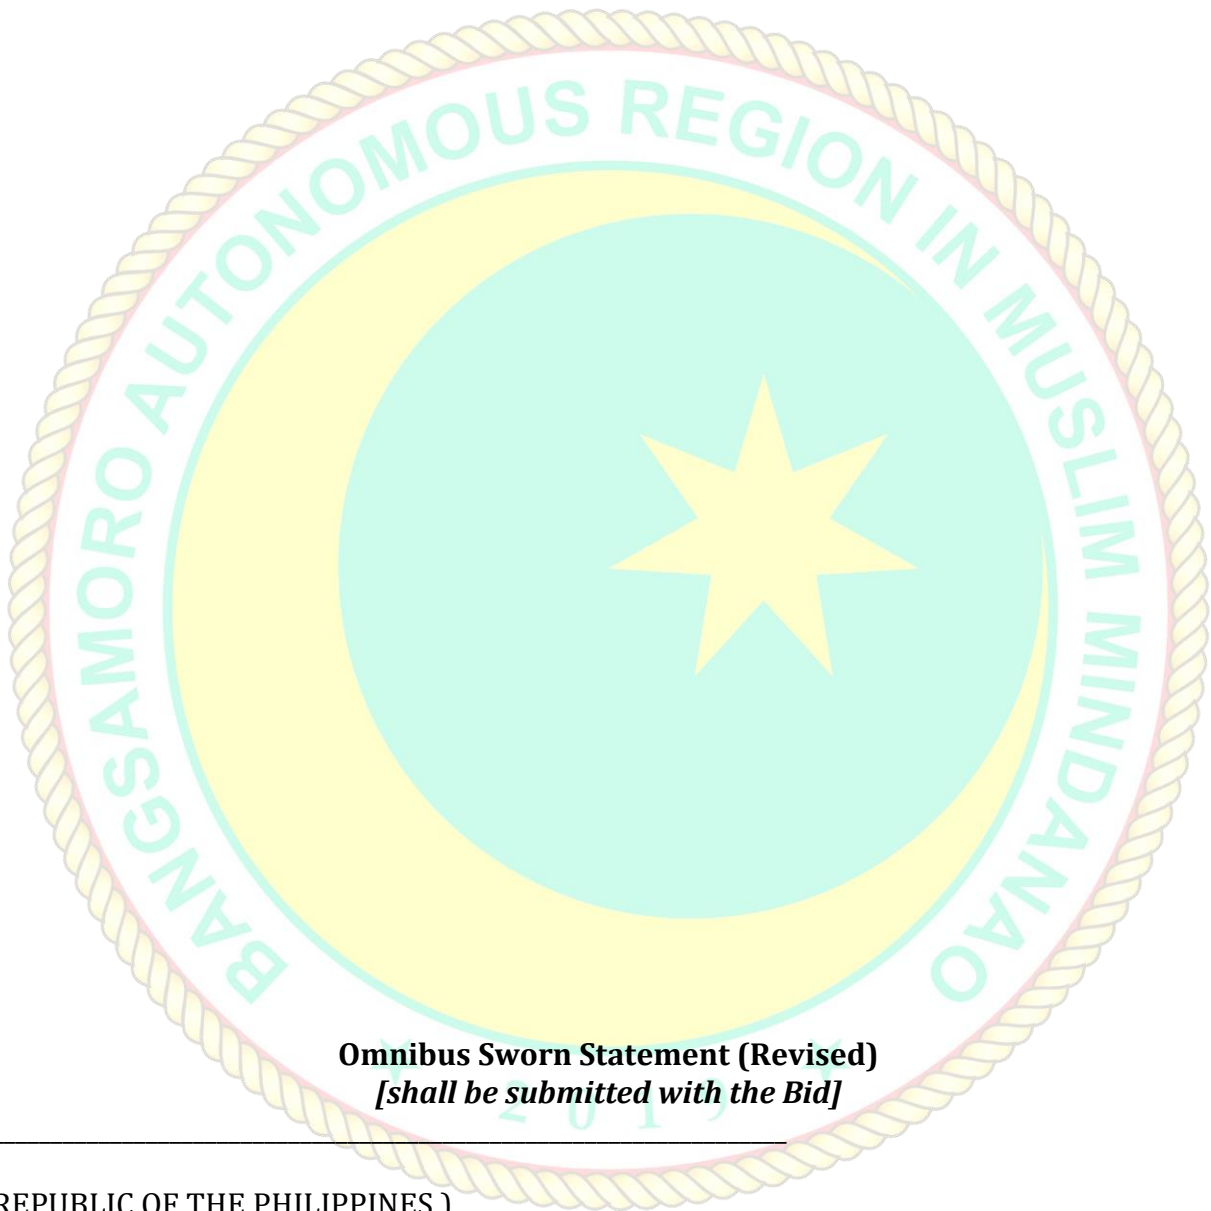 BANGSAMORO AUTONOMOUS REGION IN MUSLIM MINDANAO
Omnibus Sworn Statement (Revised)
[shall be submitted with the Bid]
2019
REPUBLIC OF THE PHILIPPINES )